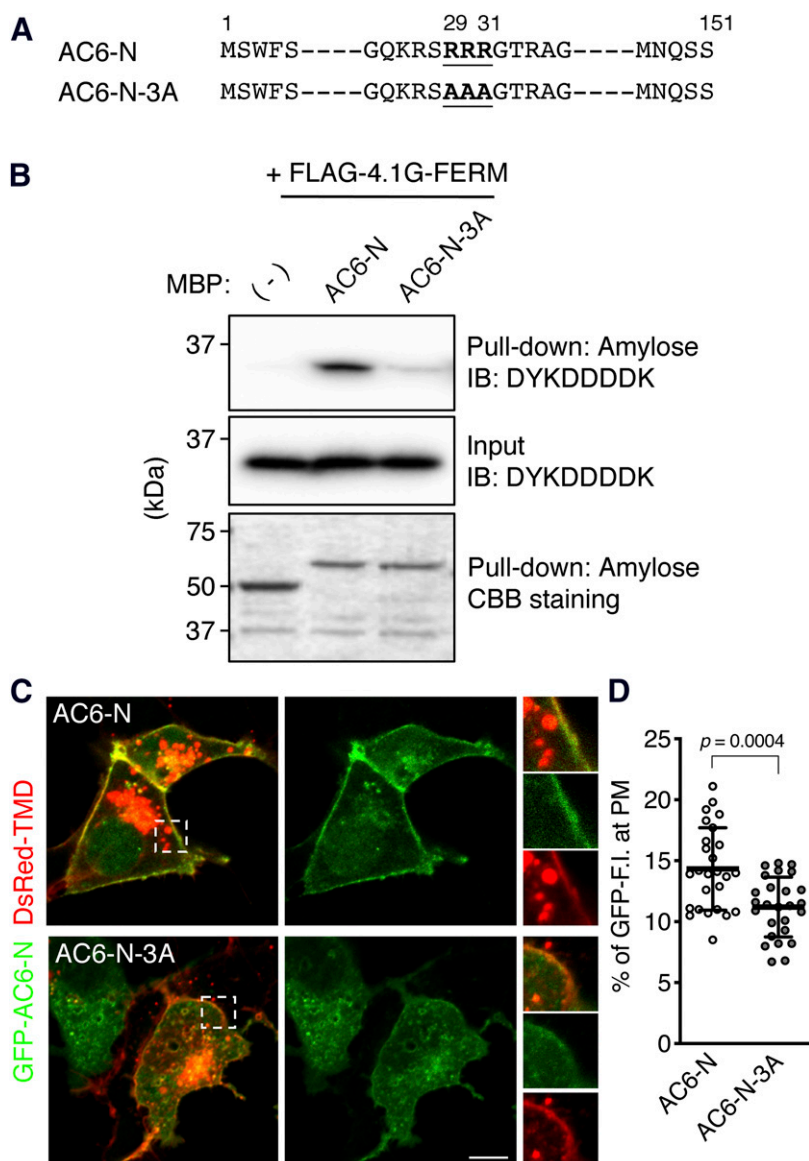 A
1 29 31 151
AC6-N MSWFS----GQKRSRRRGTRAG----MNQSS
AC6-N-3A MSWFS----GQKRSAAAGTRAG----MNQSS
B
+ FLAG-4.1G-FERM
MBP: (-) AC6-N AC6-N-3A
37
Pull-down: Amylose
IB: DYKDDDDK
37
Input
IB: DYKDDDDK
(kDa)
75
50
37
Pull-down: Amylose
CBB staining
C
AC6-N
AC6-N-3A
GFP-AC6-N DsRed-TMD
D
p = 0.0004
% of GFP-F.I. at PM
25
20
15
10
5
0
AC6-N AC6-N-3A